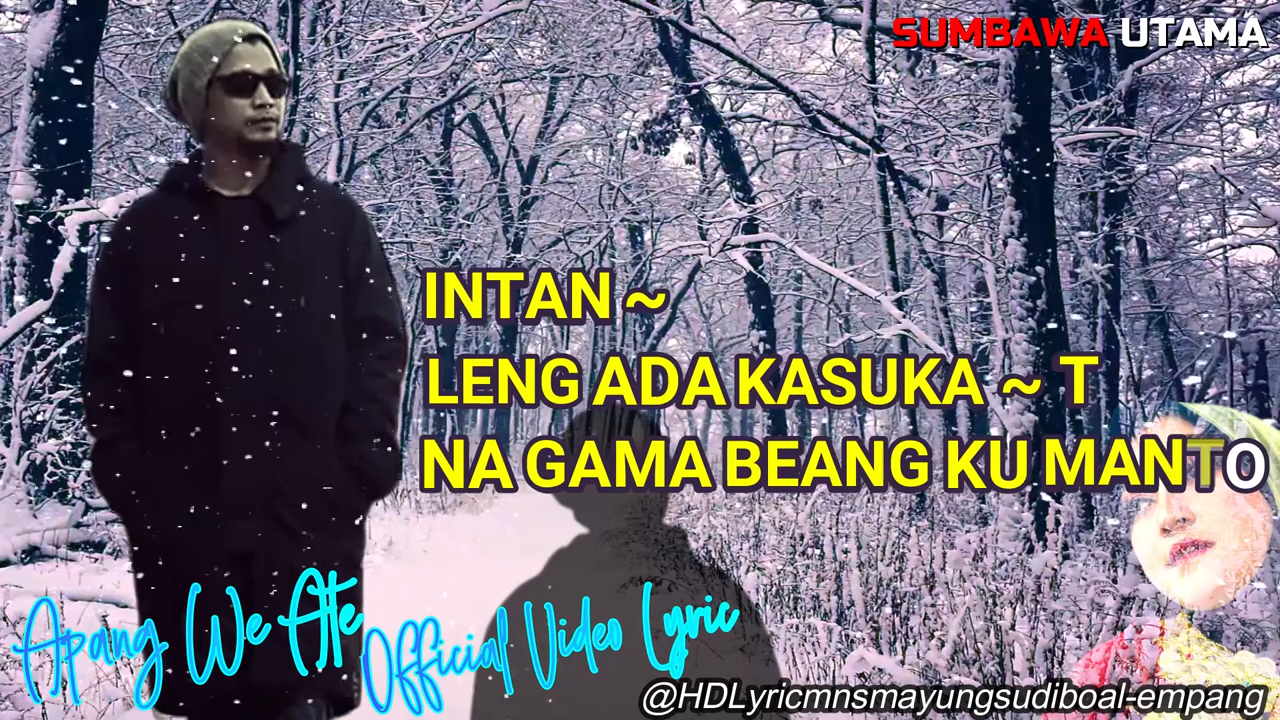 SUMBAWA UTAMA
INTAN ~
LENG ADA KASUKA ~ T
NA GAMA BEANG KU MANTO
Apang We Ate
Official Video Lyric
@HDLyricmnsmayungsudiboal-empang